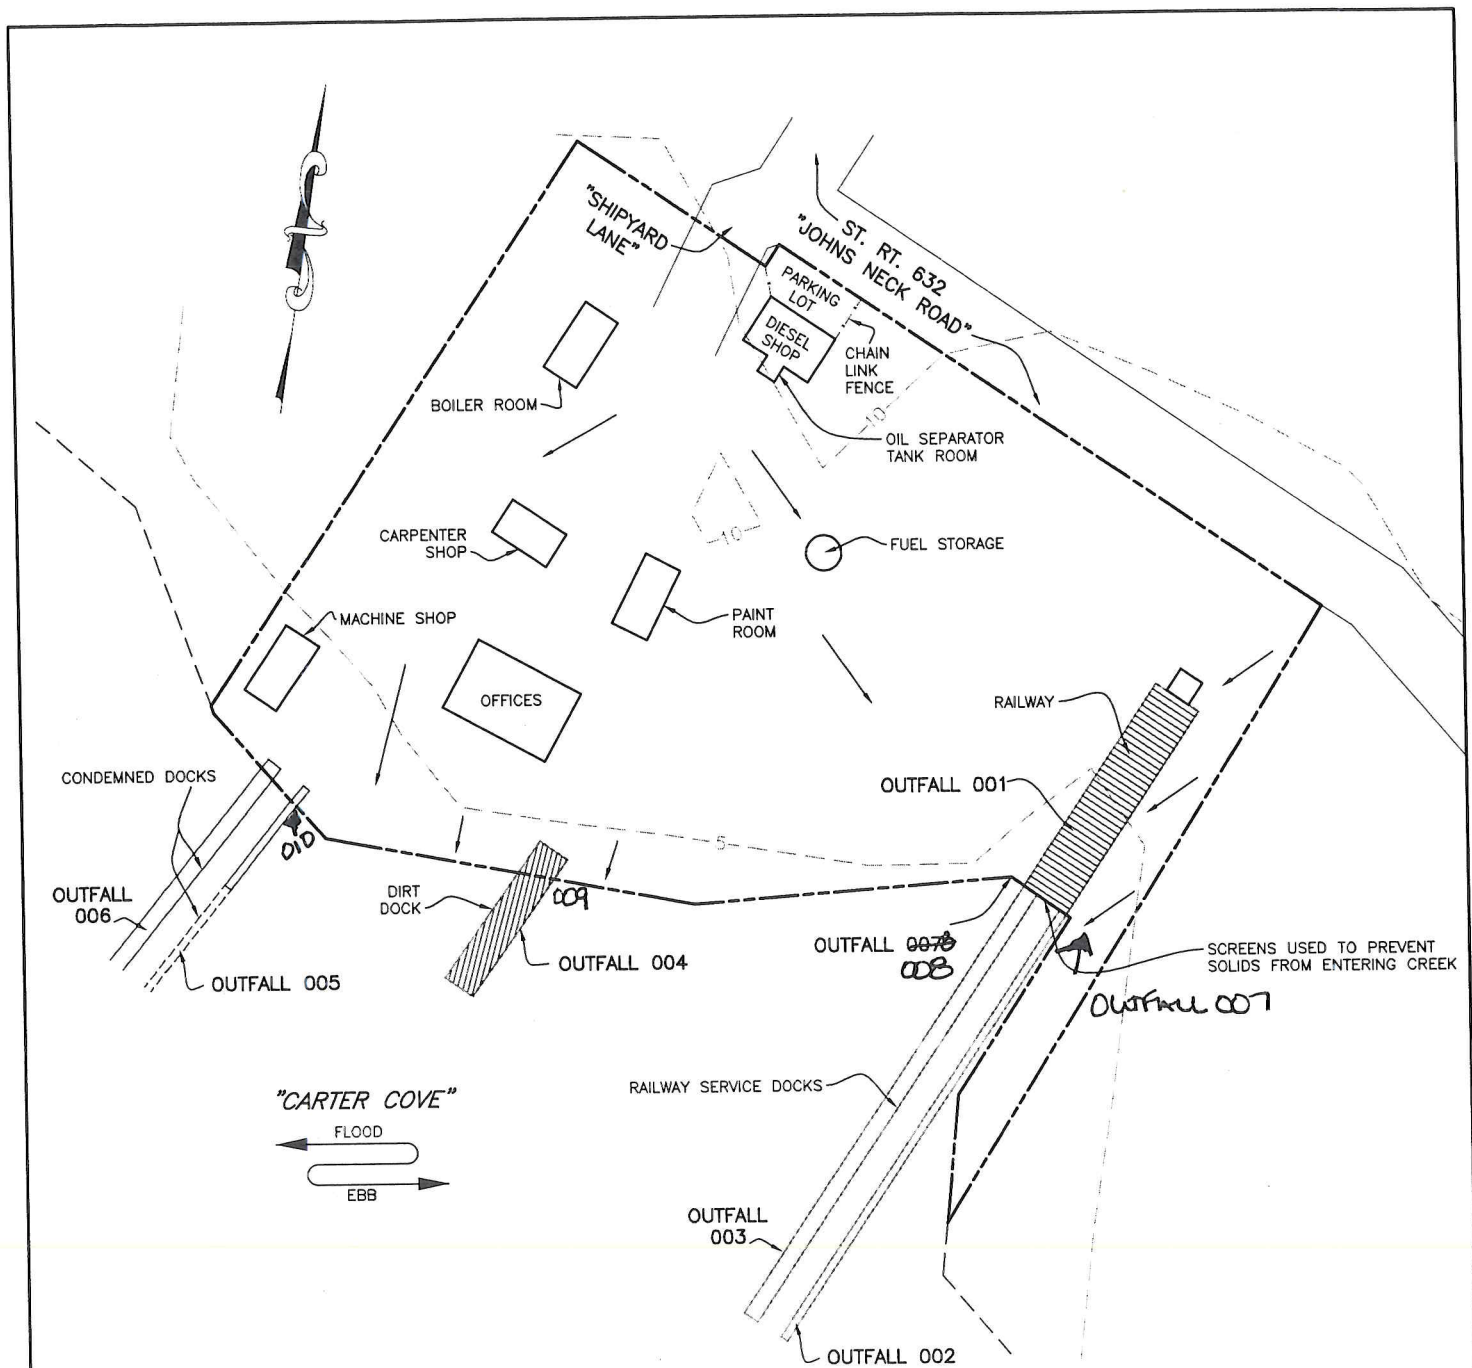 "SHIPYARD
LANE"
ST. RT. 632
"JOHNS NECK ROAD"
PARKING
LOT
DIESEL
SHOP
CHAIN
LINK
FENCE
BOILER ROOM
10
OIL SEPARATOR
TANK ROOM
CARPENTER
SHOP
10
FUEL STORAGE
MACHINE SHOP
PAINT
ROOM
OFFICES
RAILWAY
CONDEMNED DOCKS
OUTFALL 001
010
5
OUTFALL
006
DIRT
DOCK
009
OUTFALL 004
OUTFALL 005
OUTFALL 007
008
SCREENS USED TO PREVENT
SOLIDS FROM ENTERING CREEK
OUTFALL 007
RAILWAY SERVICE DOCKS
"CARTER COVE"
FLOOD
EBB
OUTFALL
003
OUTFALL 002